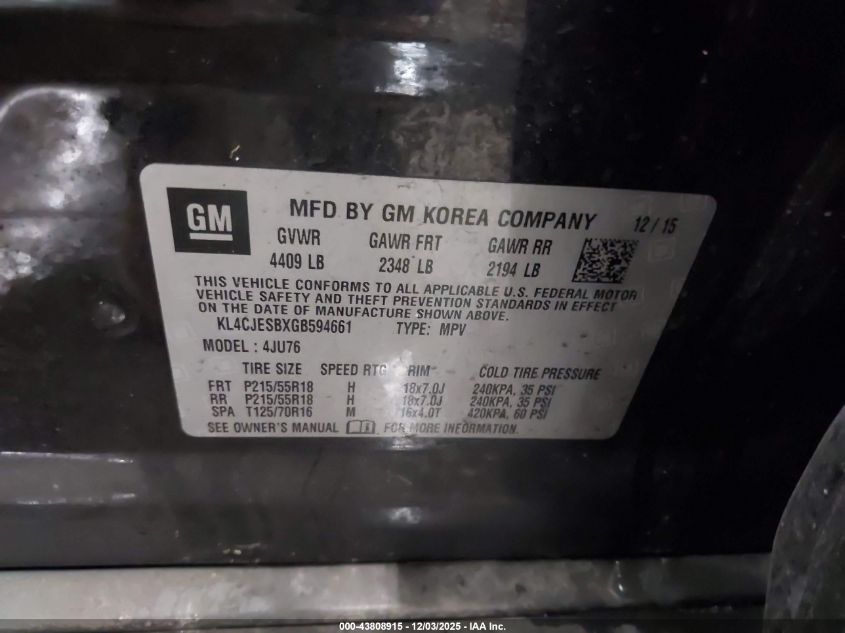 GM
MFD BY GM KOREA COMPANY 12 / 15
GVWR GAWR FRT GAWR RR
4409 LB 2348 LB 2194 LB
THIS VEHICLE CONFORMS TO ALL APPLICABLE U.S. FEDERAL MOTOR
VEHICLE SAFETY AND THEFT PREVENTION STANDARDS IN EFFECT
ON THE DATE OF MANUFACTURE SHOWN ABOVE.
KL4CJESBXGB594661 TYPE: MPV
MODEL : 4JU76
TIRE SIZE SPEED RTG RIM COLD TIRE PRESSURE
FRT P215/55R18 H 18x7.0J 240KPA, 35 PSI
RR P215/55R18 H 18x7.0J 240KPA, 35 PSI
SPA T125/70R16 M 16x4.0T 420KPA, 60 PSI
SEE OWNER'S MANUAL FOR MORE INFORMATION.
000-43808915 - 12/03/2025 - IAA Inc.